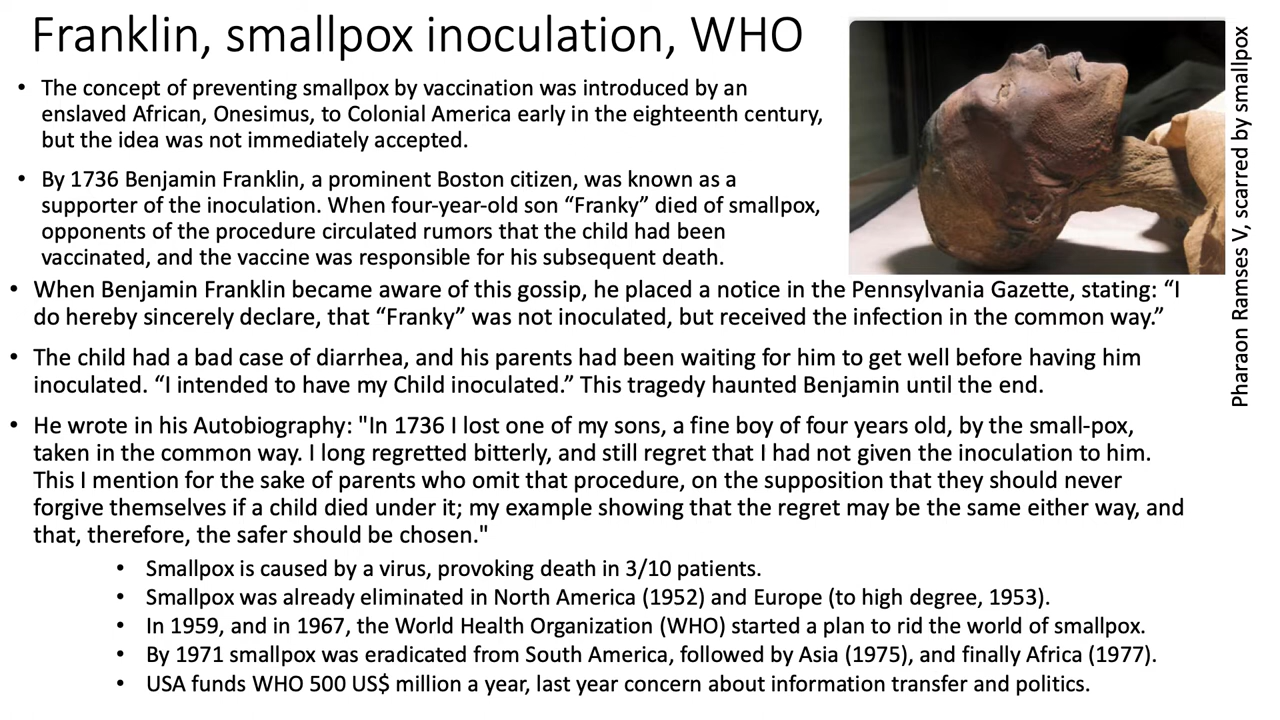 Franklin, smallpox inoculation, WHO
• The concept of preventing smallpox by vaccination was introduced by an
enslaved African, Onesimus, to Colonial America early in the eighteenth century,
but the idea was not immediately accepted.
• By 1736 Benjamin Franklin, a prominent Boston citizen, was known as a
supporter of the inoculation. When four-year-old son “Franky” died of smallpox,
opponents of the procedure circulated rumors that the child had been
vaccinated, and the vaccine was responsible for his subsequent death.
• When Benjamin Franklin became aware of this gossip, he placed a notice in the Pennsylvania Gazette, stating: “I
do hereby sincerely declare, that “Franky” was not inoculated, but received the infection in the common way.”
• The child had a bad case of diarrhea, and his parents had been waiting for him to get well before having him
inoculated. “I intended to have my Child inoculated.” This tragedy haunted Benjamin until the end.
• He wrote in his Autobiography: "In 1736 I lost one of my sons, a fine boy of four years old, by the small-pox,
taken in the common way. I long regretted bitterly, and still regret that I had not given the inoculation to him.
This I mention for the sake of parents who omit that procedure, on the supposition that they should never
forgive themselves if a child died under it; my example showing that the regret may be the same either way, and
that, therefore, the safer should be chosen."
• Smallpox is caused by a virus, provoking death in 3/10 patients.
• Smallpox was already eliminated in North America (1952) and Europe (to high degree, 1953).
• In 1959, and in 1967, the World Health Organization (WHO) started a plan to rid the world of smallpox.
• By 1971 smallpox was eradicated from South America, followed by Asia (1975), and finally Africa (1977).
• USA funds WHO 500 US$ million a year, last year concern about information transfer and politics.
Pharaon Ramses V, scarred by smallpox